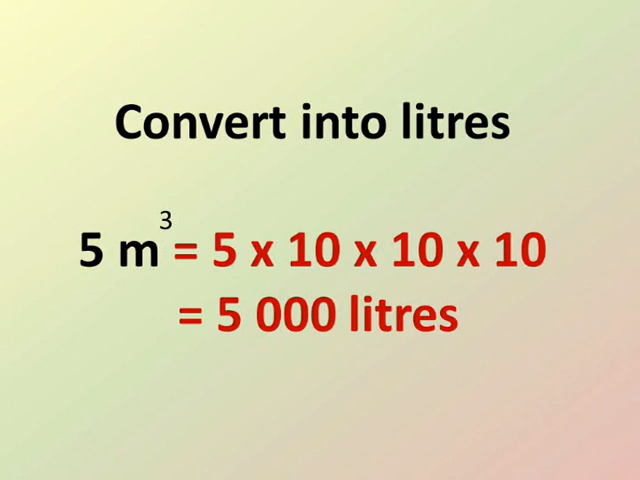 Convert into litres
5 m³ = 5 x 10 x 10 x 10
= 5 000 litres